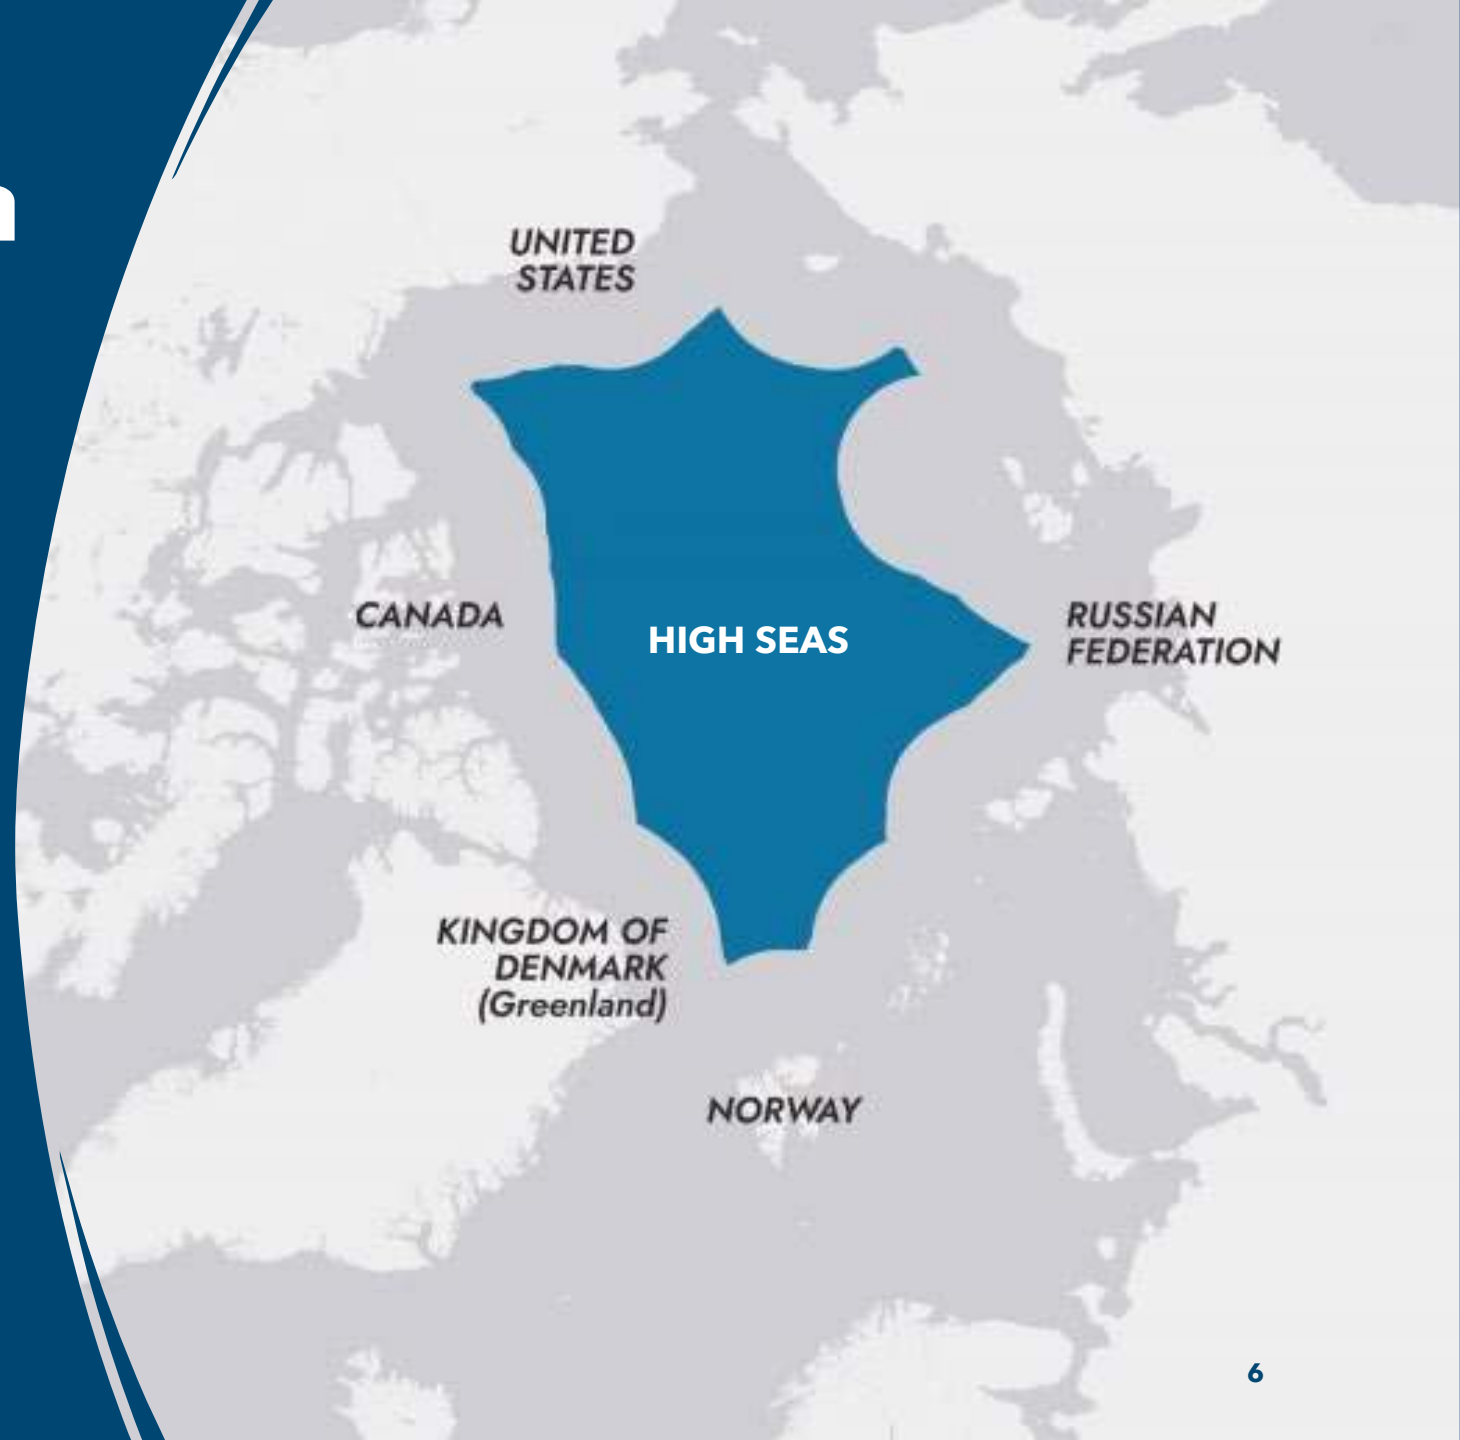 UNITED
STATES
CANADA
HIGH SEAS
RUSSIAN
FEDERATION
KINGDOM OF
DENMARK
(Greenland)
NORWAY
6